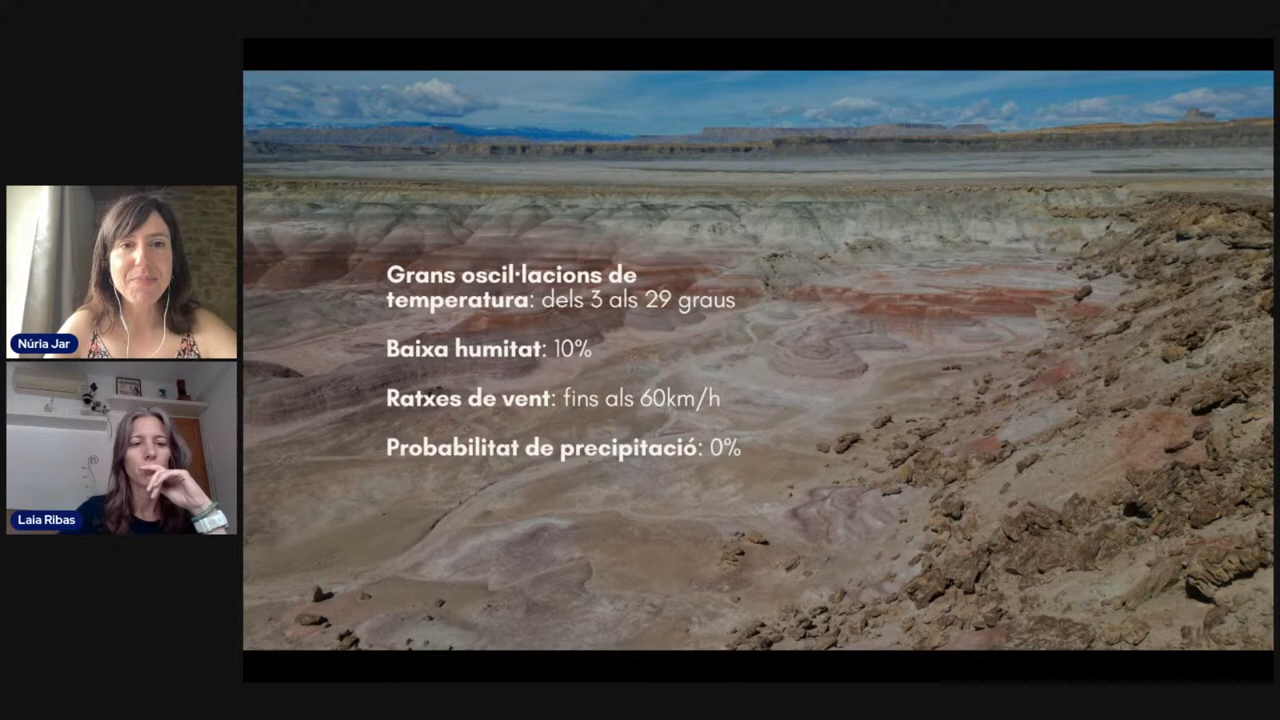 Núria Jar
Laia Ribas
Grans oscil·lacions de
temperatura: dels 3 als 29 graus
Baixa humitat: 10%
Ratxes de vent: fins als 60km/h
Probabilitat de precipitació: 0%